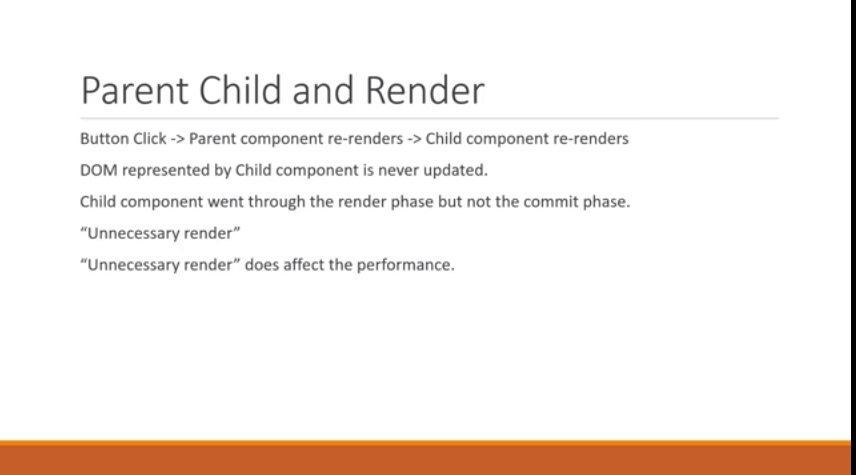 Parent Child and Render
Button Click -> Parent component re-renders -> Child component re-renders
DOM represented by Child component is never updated.
Child component went through the render phase but not the commit phase.
“Unnecessary render”
“Unnecessary render” does affect the performance.